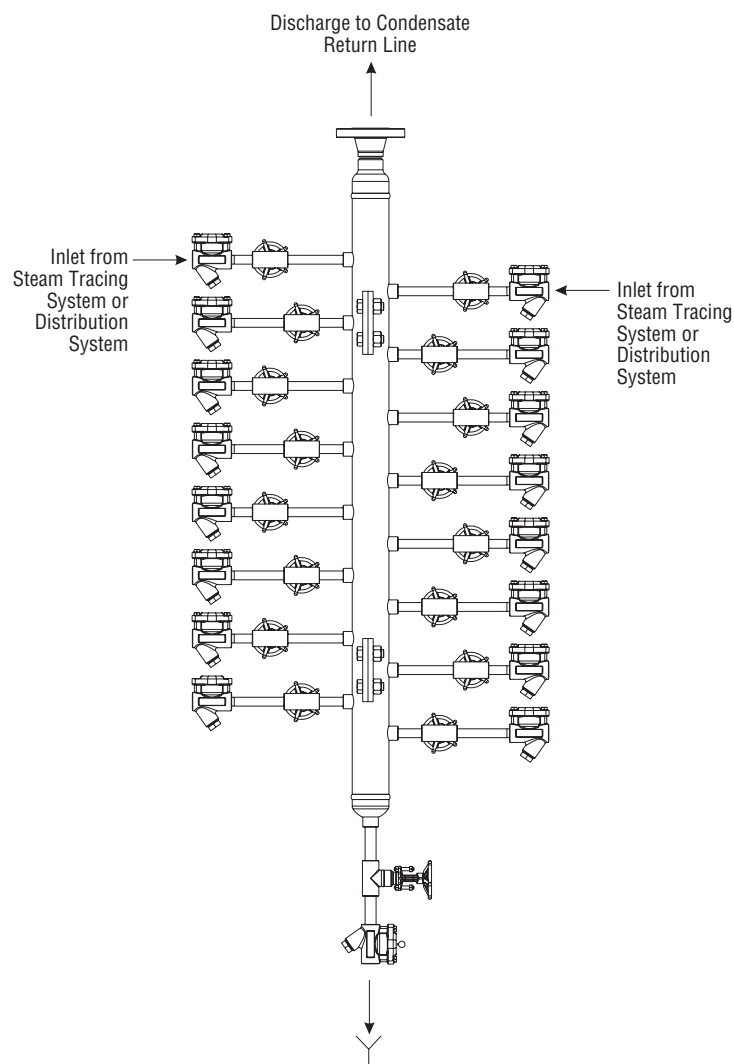 Discharge to Condensate
Return Line
Inlet from
Steam Tracing
System or
Distribution
System
Inlet from
Steam Tracing
System or
Distribution
System